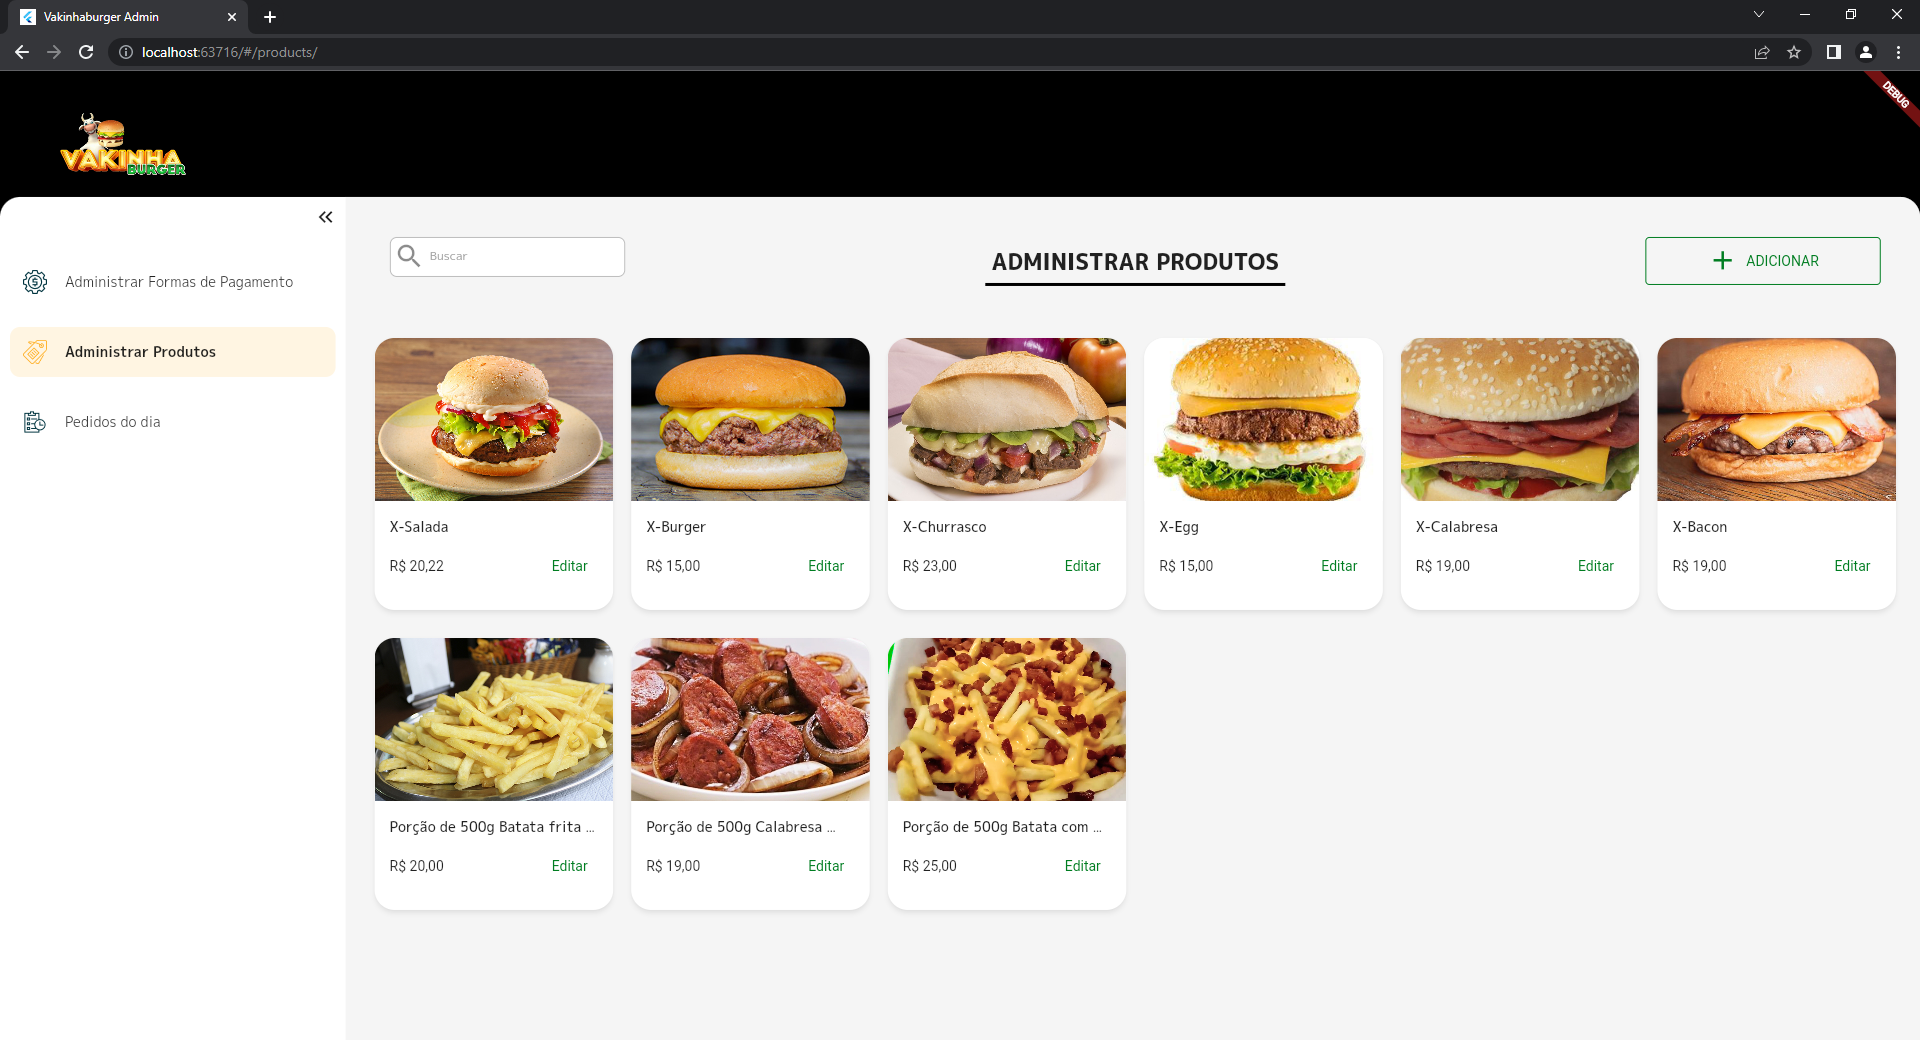 Vakinhaburger Admin
localhost:63716/#/products/
DEBUG
VAKINHA
BURGER
Buscar
ADMINISTRAR PRODUTOS
ADICIONAR
Administrar Formas de Pagamento
Administrar Produtos
Pedidos do dia
X-Salada
R$ 20,22 Editar
X-Burger
R$ 15,00 Editar
X-Churrasco
R$ 23,00 Editar
X-Egg
R$ 15,00 Editar
X-Calabresa
R$ 19,00 Editar
X-Bacon
R$ 19,00 Editar
Porção de 500g Batata frita ...
R$ 20,00 Editar
Porção de 500g Calabresa ...
R$ 19,00 Editar
Porção de 500g Batata com ...
R$ 25,00 Editar